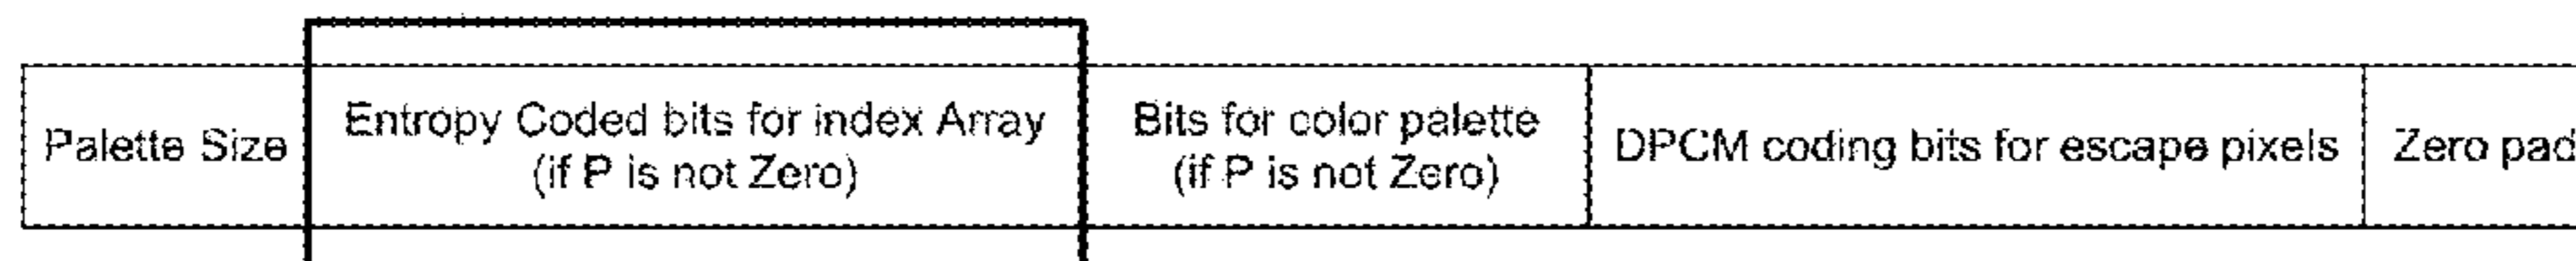 Palette Size
Entropy Coded bits for index Array
(if P is not Zero)
Bits for color palette
(if P is not Zero)
DPCM coding bits for escape pixels
Zero pad